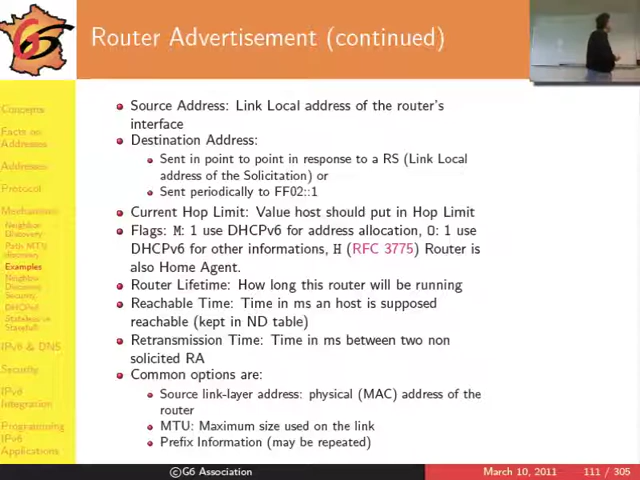 G6
Router Advertisement (continued)
Concepts
Facts on
Addresses
Addresses
Protocol
Mechanisms
Neighbor
Discovery
Path MTU
discovery
Examples
Neighbor
Discovery
Security
DHCPv6
Stateless vs
Statefull
IPv6 & DNS
Security
IPv6
Integration
Programming
IPv6
Applications
Source Address: Link Local address of the router's
interface
Destination Address:
Sent in point to point in response to a RS (Link Local
address of the Solicitation) or
Sent periodically to FF02::1
Current Hop Limit: Value host should put in Hop Limit
Flags: M: 1 use DHCPv6 for address allocation, O: 1 use
DHCPv6 for other informations, H (RFC 3775) Router is
also Home Agent.
Router Lifetime: How long this router will be running
Reachable Time: Time in ms an host is supposed
reachable (kept in ND table)
Retransmission Time: Time in ms between two non
solicited RA
Common options are:
Source link-layer address: physical (MAC) address of the
router
MTU: Maximum size used on the link
Prefix Information (may be repeated)
©G6 Association
March 10, 2011
111 / 305